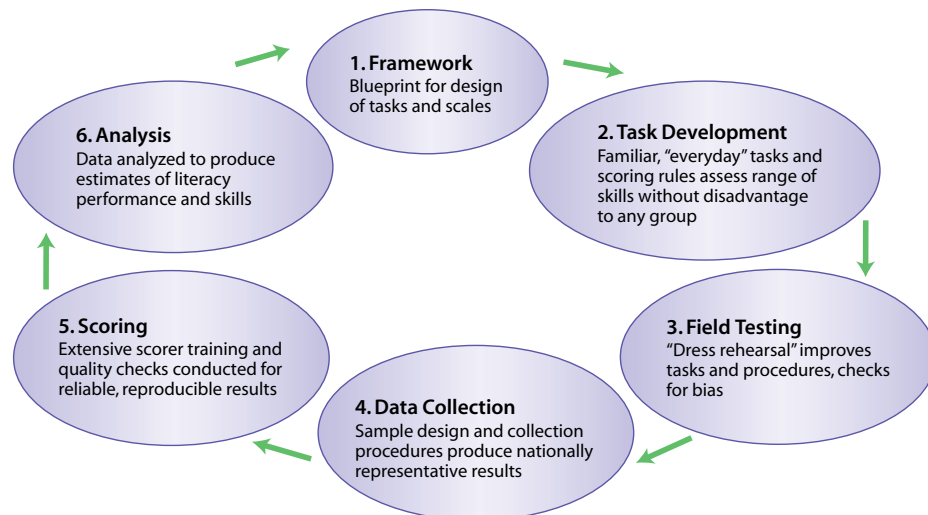 1. Framework
Blueprint for design
of tasks and scales
2. Task Development
Familiar, “everyday” tasks and
scoring rules assess range of
skills without disadvantage
to any group
3. Field Testing
“Dress rehearsal” improves
tasks and procedures, checks
for bias
4. Data Collection
Sample design and collection
procedures produce nationally
representative results
5. Scoring
Extensive scorer training and
quality checks conducted for
reliable, reproducible results
6. Analysis
Data analyzed to produce
estimates of literacy
performance and skills